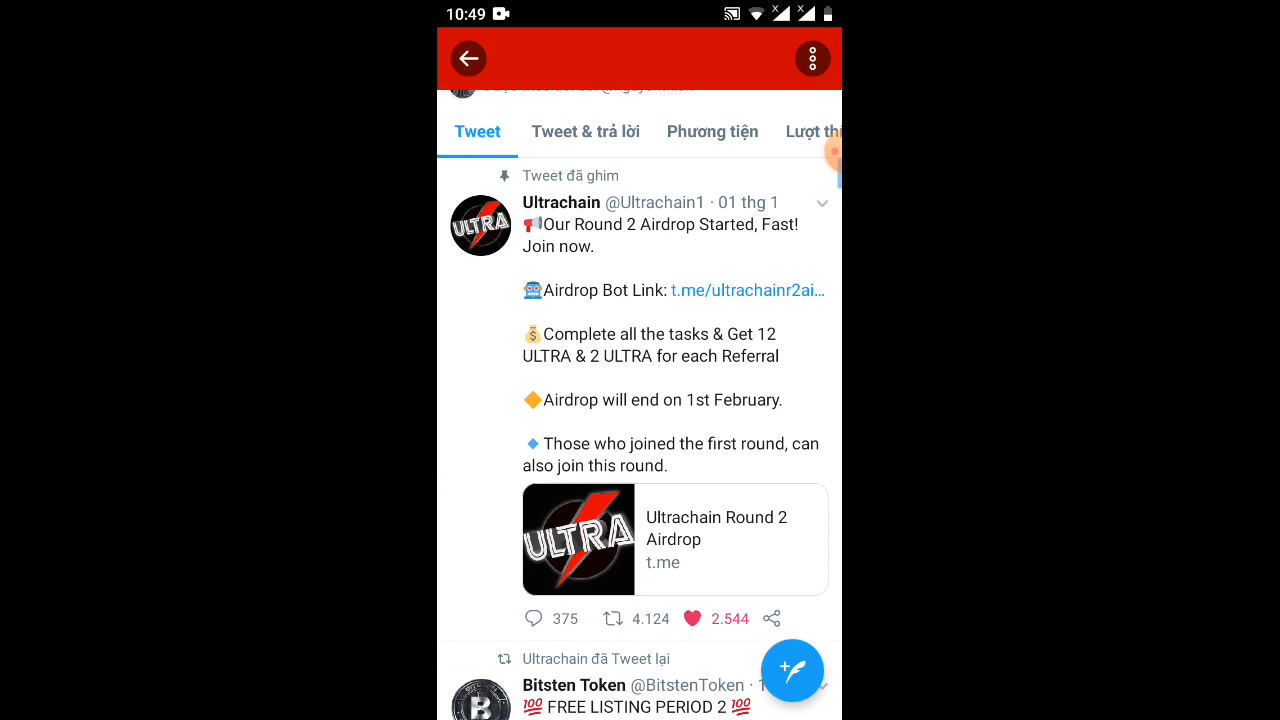 10:49
Tweet Tweet & trả lời Phương tiện Lượt thí
Tweet đã ghim
Ultrachain @Ultrachain1 · 01 thg 1
📢Our Round 2 Airdrop Started, Fast!
Join now.
🤖Airdrop Bot Link: t.me/ultrachainr2ai...
💰Complete all the tasks & Get 12
ULTRA & 2 ULTRA for each Referral
🔶Airdrop will end on 1st February.
🔹Those who joined the first round, can
also join this round.
ULTRA
ULTRA
Ultrachain Round 2
Airdrop
t.me
375 4.124 2.544
Ultrachain đã Tweet lại
Bitsten Token @BitstenToken · 1
💯 FREE LISTING PERIOD 2 💯